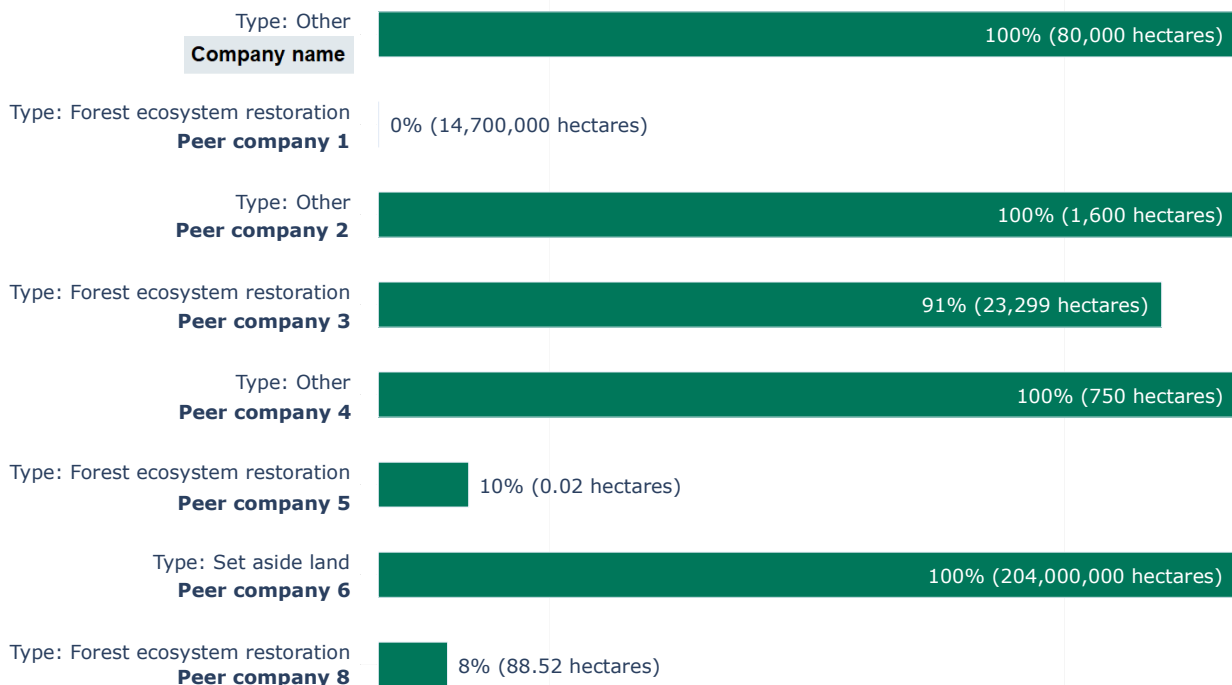 Type: Other
Company name
100% (80,000 hectares)
Type: Forest ecosystem restoration
Peer company 1
0% (14,700,000 hectares)
Type: Other
Peer company 2
100% (1,600 hectares)
Type: Forest ecosystem restoration
Peer company 3
91% (23,299 hectares)
Type: Other
Peer company 4
100% (750 hectares)
Type: Forest ecosystem restoration
Peer company 5
10% (0.02 hectares)
Type: Set aside land
Peer company 6
100% (204,000,000 hectares)
Type: Forest ecosystem restoration
Peer company 8
8% (88.52 hectares)